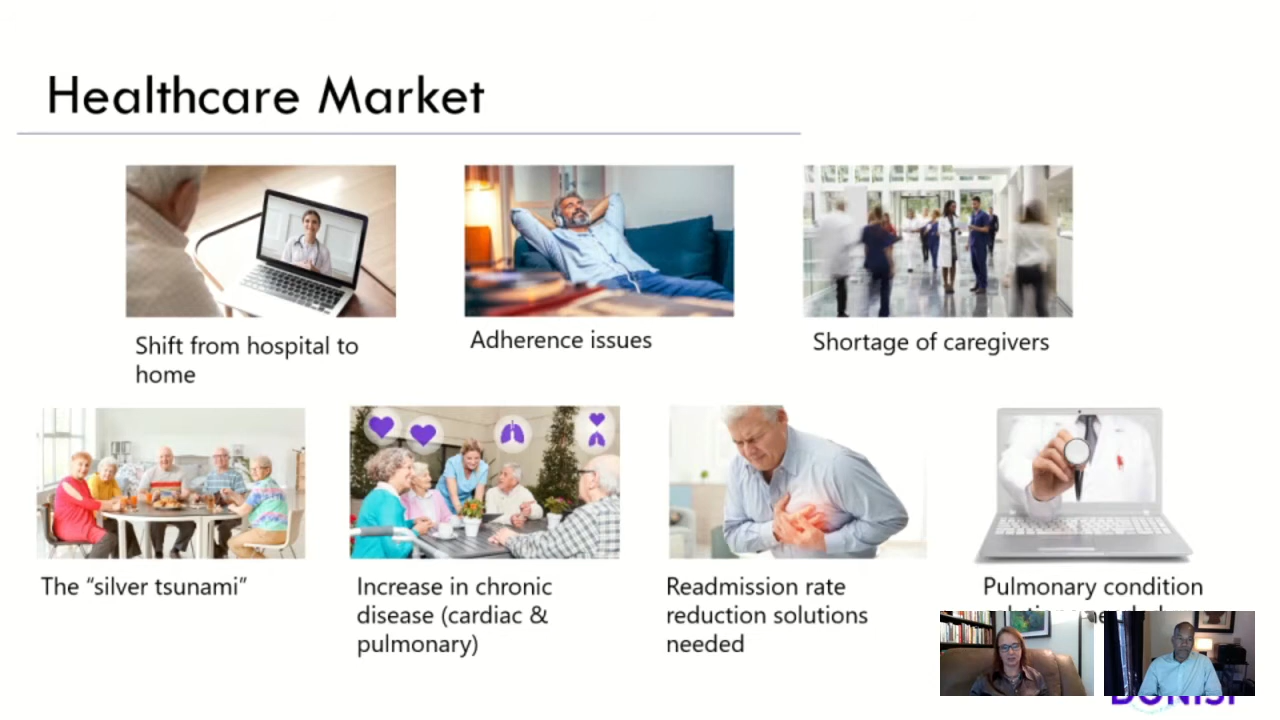 Healthcare Market
Shift from hospital to
home
Adherence issues
Shortage of caregivers
The “silver tsunami”
Increase in chronic
disease (cardiac &
pulmonary)
Readmission rate
reduction solutions
needed
Pulmonary condition